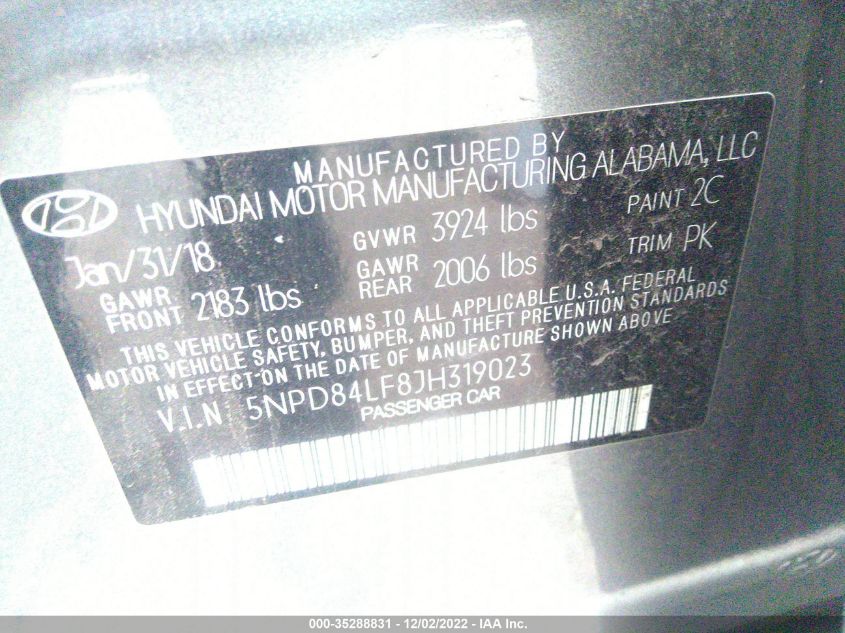 MANUFACTURED BY
HYUNDAI MOTOR MANUFACTURING ALABAMA, LLC
Jan/31/18 GVWR 3924 lbs PAINT 2C
GAWR FRONT 2183 lbs GAWR REAR 2006 lbs TRIM PK
THIS VEHICLE CONFORMS TO ALL APPLICABLE U.S.A. FEDERAL
MOTOR VEHICLE SAFETY, BUMPER, AND THEFT PREVENTION STANDARDS
IN EFFECT ON THE DATE OF MANUFACTURE SHOWN ABOVE
V.I.N: 5NPD84LF8JH319023
PASSENGER CAR
000-35288831 - 12/02/2022 - IAA Inc.